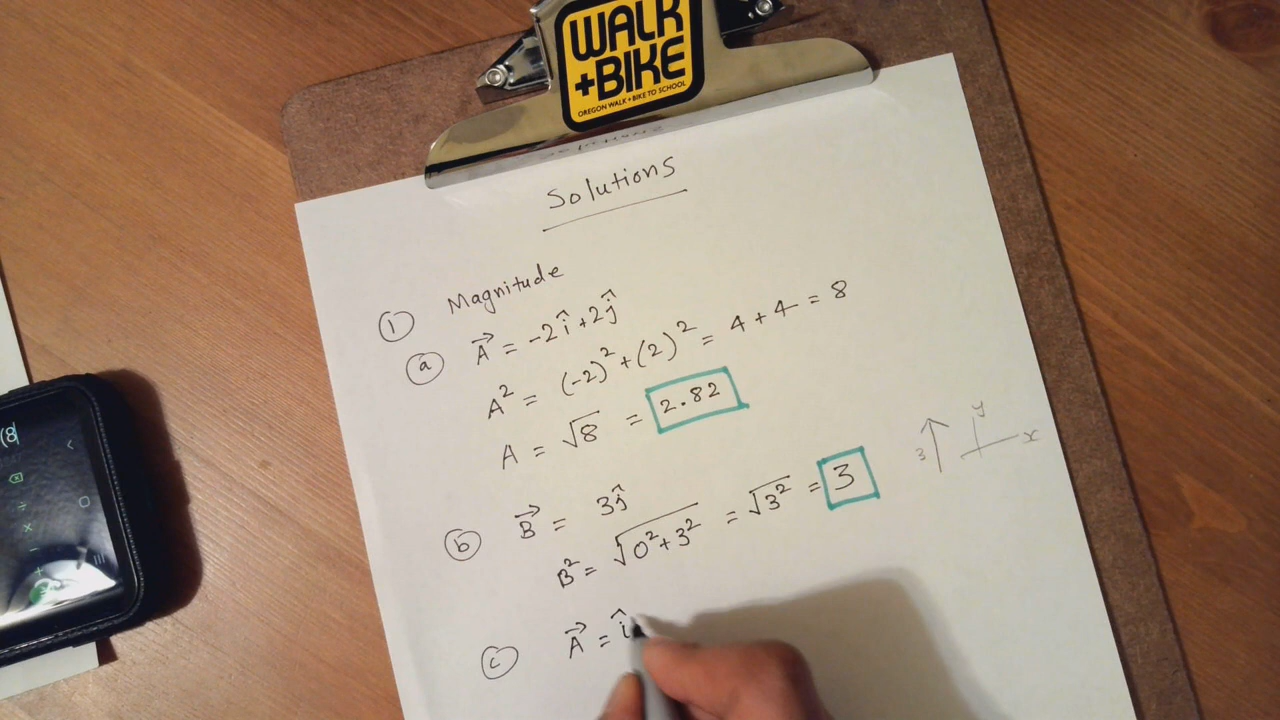 WALK
+BIKE
OREGON WALK + BIKE TO SCHOOL
Solutions
① Magnitude
ⓐ A⃗ = -2î + 2ĵ
A² = (-2)² + (2)² = 4 + 4 = 8
A = √8 = 2.82
ⓑ B⃗ = 3ĵ
B² = √(0²+3²) = √(3²) = 3
3 y x
ⓒ A⃗ = î
(8